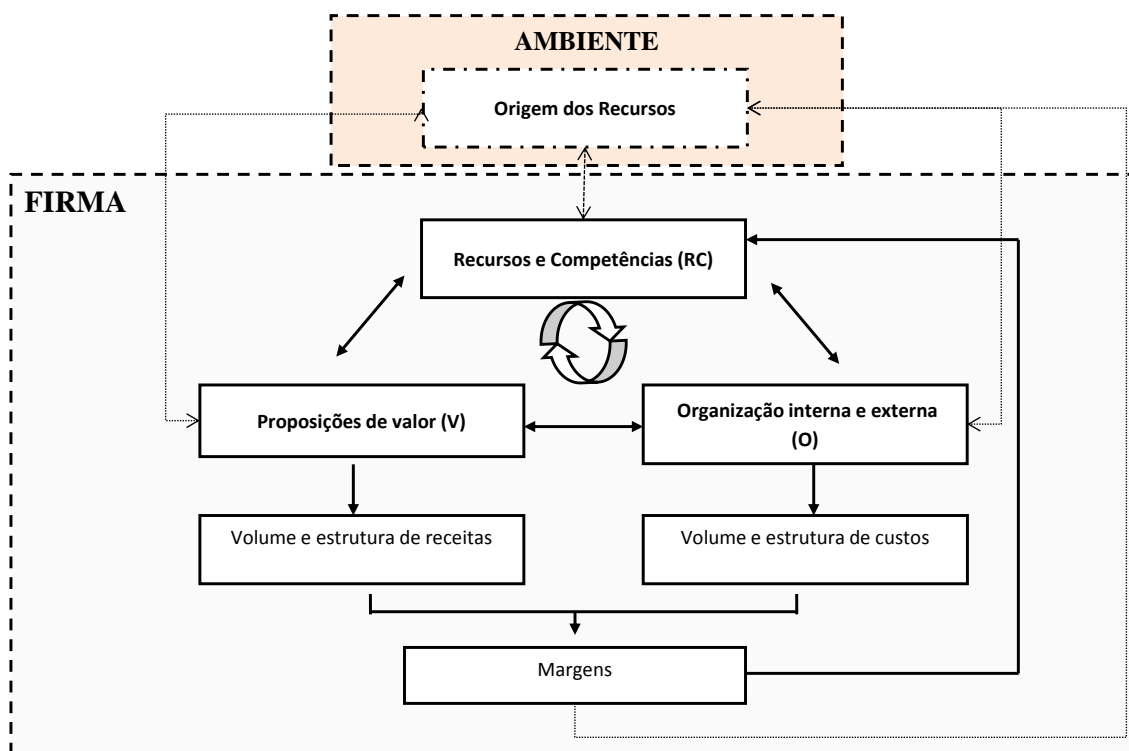 AMBIENTE
Origem dos Recursos
FIRMA
Recursos e Competências (RC)
Proposições de valor (V)
Organização interna e externa
(O)
Volume e estrutura de receitas
Volume e estrutura de custos
Margens